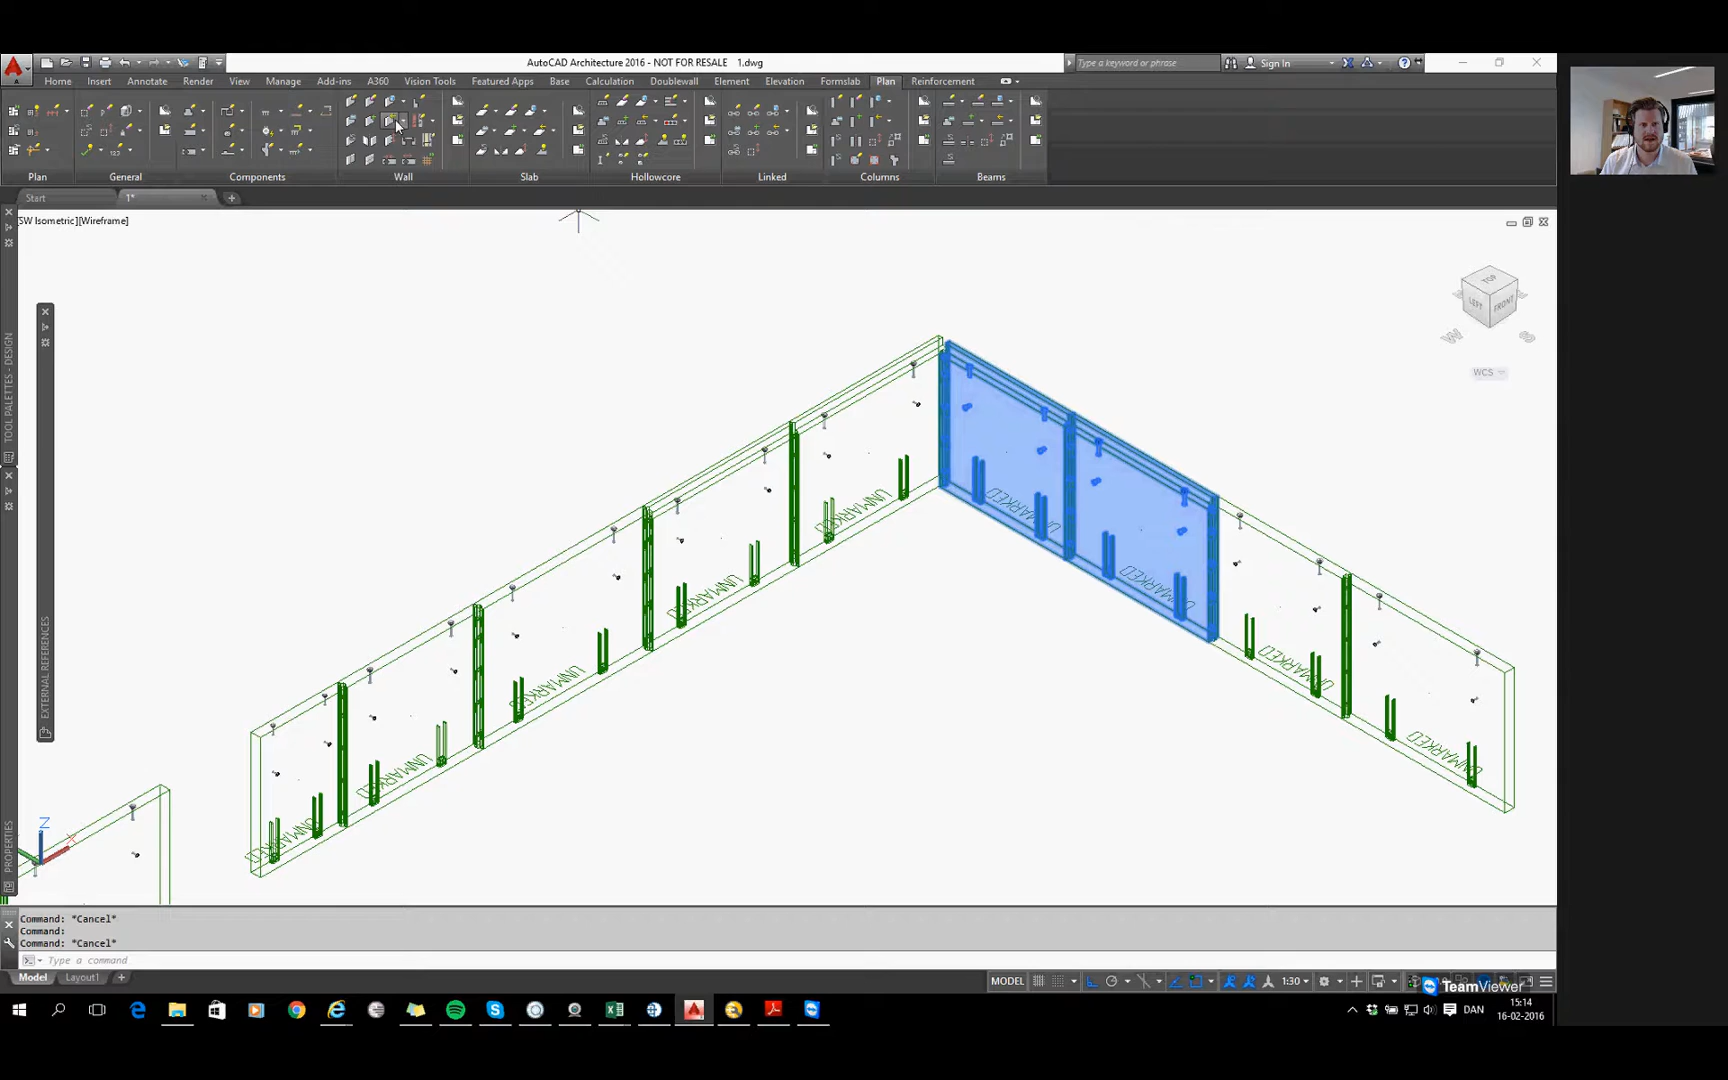 AutoCAD Architecture 2016 - NOT FOR RESALE 1.dwg
Type a keyword or phrase
Sign In
Home Insert Annotate Render View Manage Add-ins A360 Vision Tools Featured Apps Base Calculation Doublewall Element Elevation Formslab Plan Reinforcement
Plan General Components Wall Slab Hollowcore Linked Columns Beams
Start 1*
SW Isometric][Wireframe]
TOP
LEFT FRONT
W S
WCS
TOOL PALETTES - DESIGN
EXTERNAL REFERENCES
PROPERTIES
UNMARKED
UNMARKED
UNMARKED
UNMARKED
UNMARKED
UNMARKED
UNMARKED
UNMARKED
UNMARKED
Z
X
Command: *Cancel*
Command:
Command: *Cancel*
Type a command
Model Layout1
MODEL
1:30
TeamViewer
DAN
15:14
16-02-2016